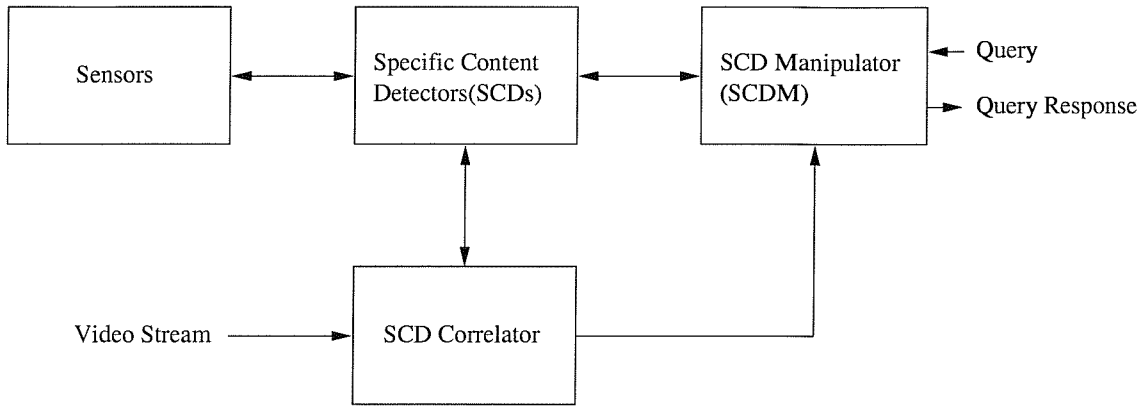 Sensors
Specific Content
Detectors(SCDs)
SCD Manipulator
(SCDM)
Query
Query Response
Video Stream
SCD Correlator